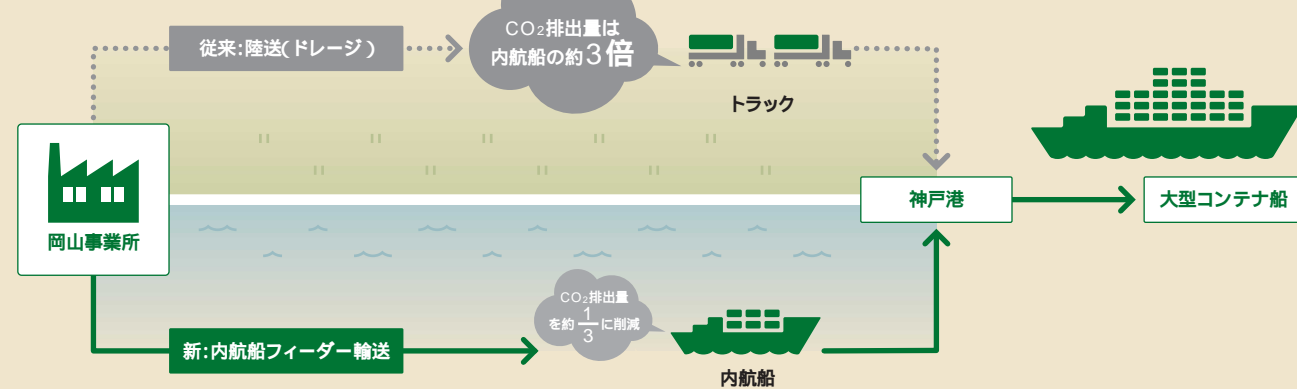 従来:陸送(ドレージ)
CO₂排出量は
内航船の約3倍
トラック
岡山事業所
神戸港
大型コンテナ船
CO₂排出量
を約1/3に削減
新:内航船フィーダー輸送
内航船